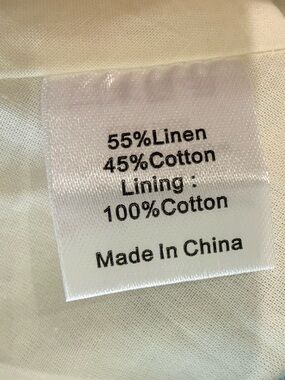 55%Linen
45%Cotton
Lining :
100%Cotton
Made In China